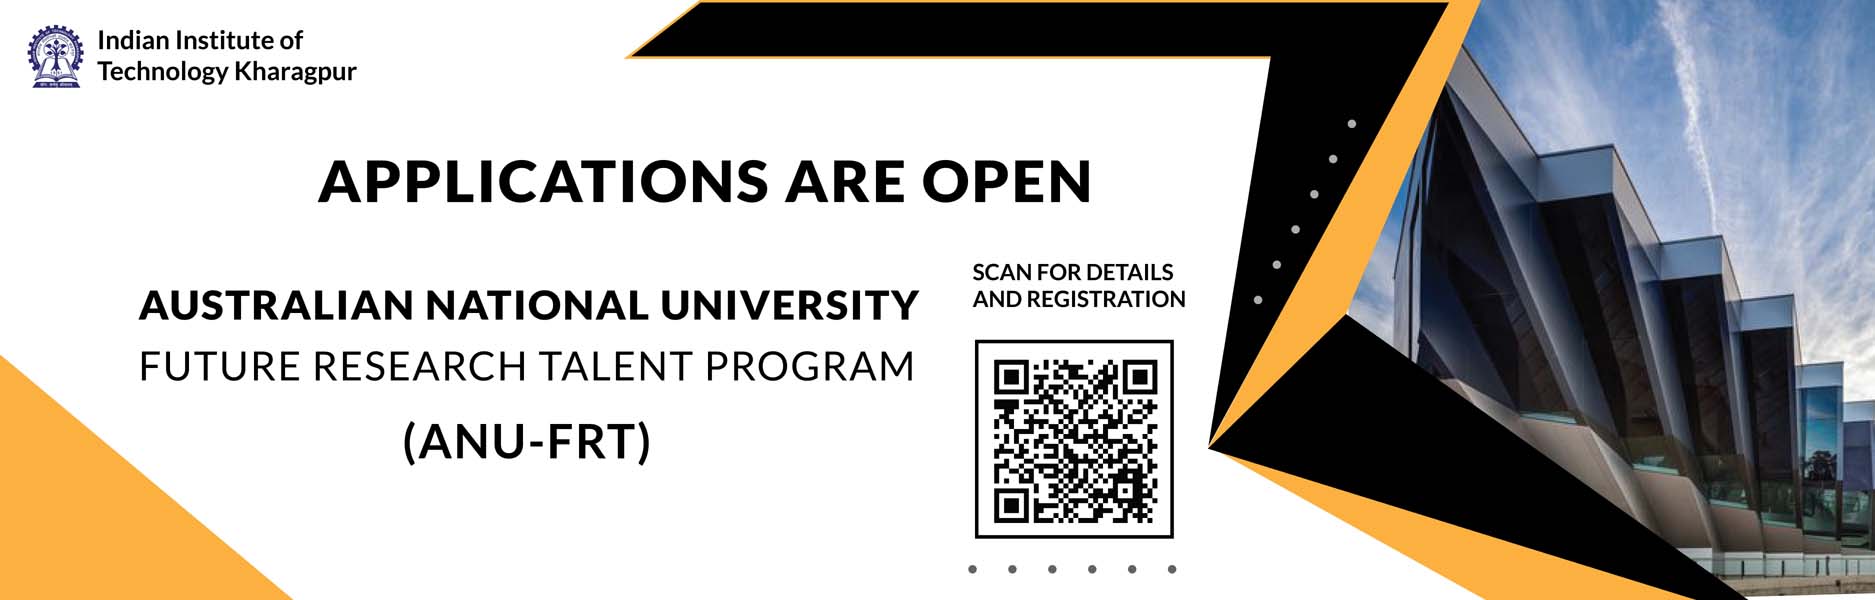 Indian Institute of
Technology Kharagpur
APPLICATIONS ARE OPEN
AUSTRALIAN NATIONAL UNIVERSITY
FUTURE RESEARCH TALENT PROGRAM
(ANU-FRT)
SCAN FOR DETAILS
AND REGISTRATION